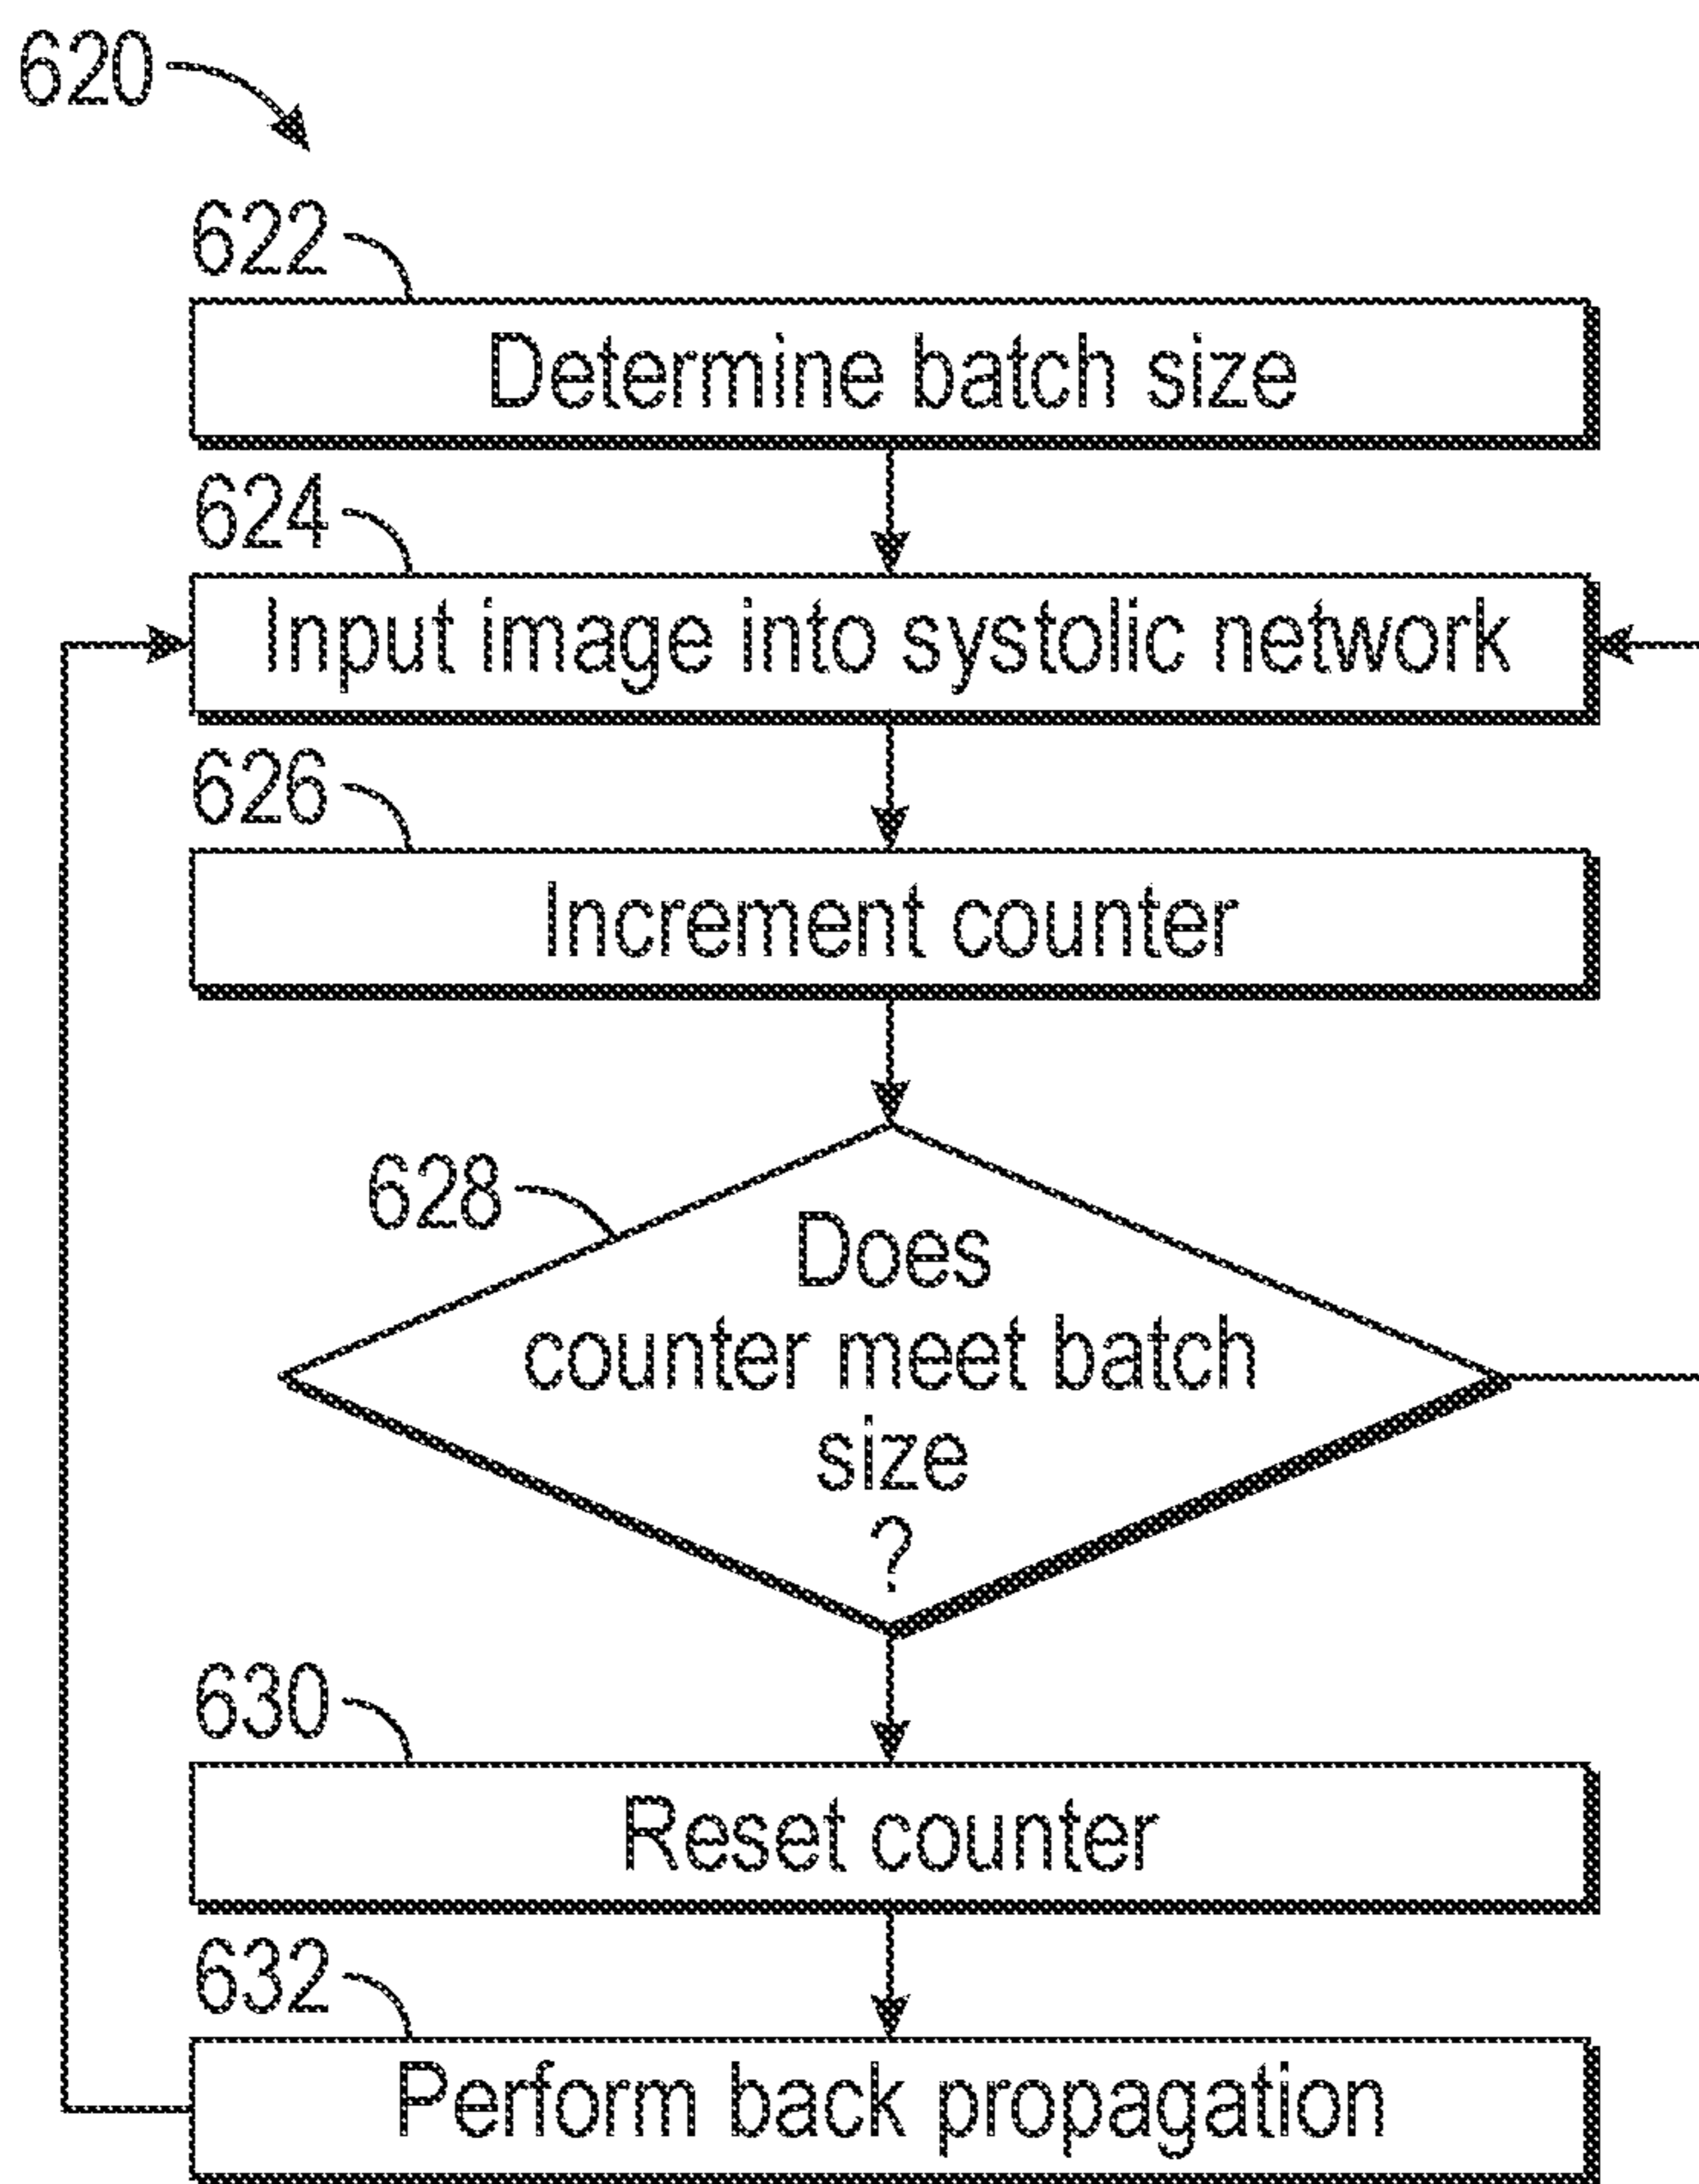 620
622
Determine batch size
624
Input image into systolic network
626
Increment counter
628
Does
counter meet batch
size
?
630
Reset counter
632
Perform back propagation